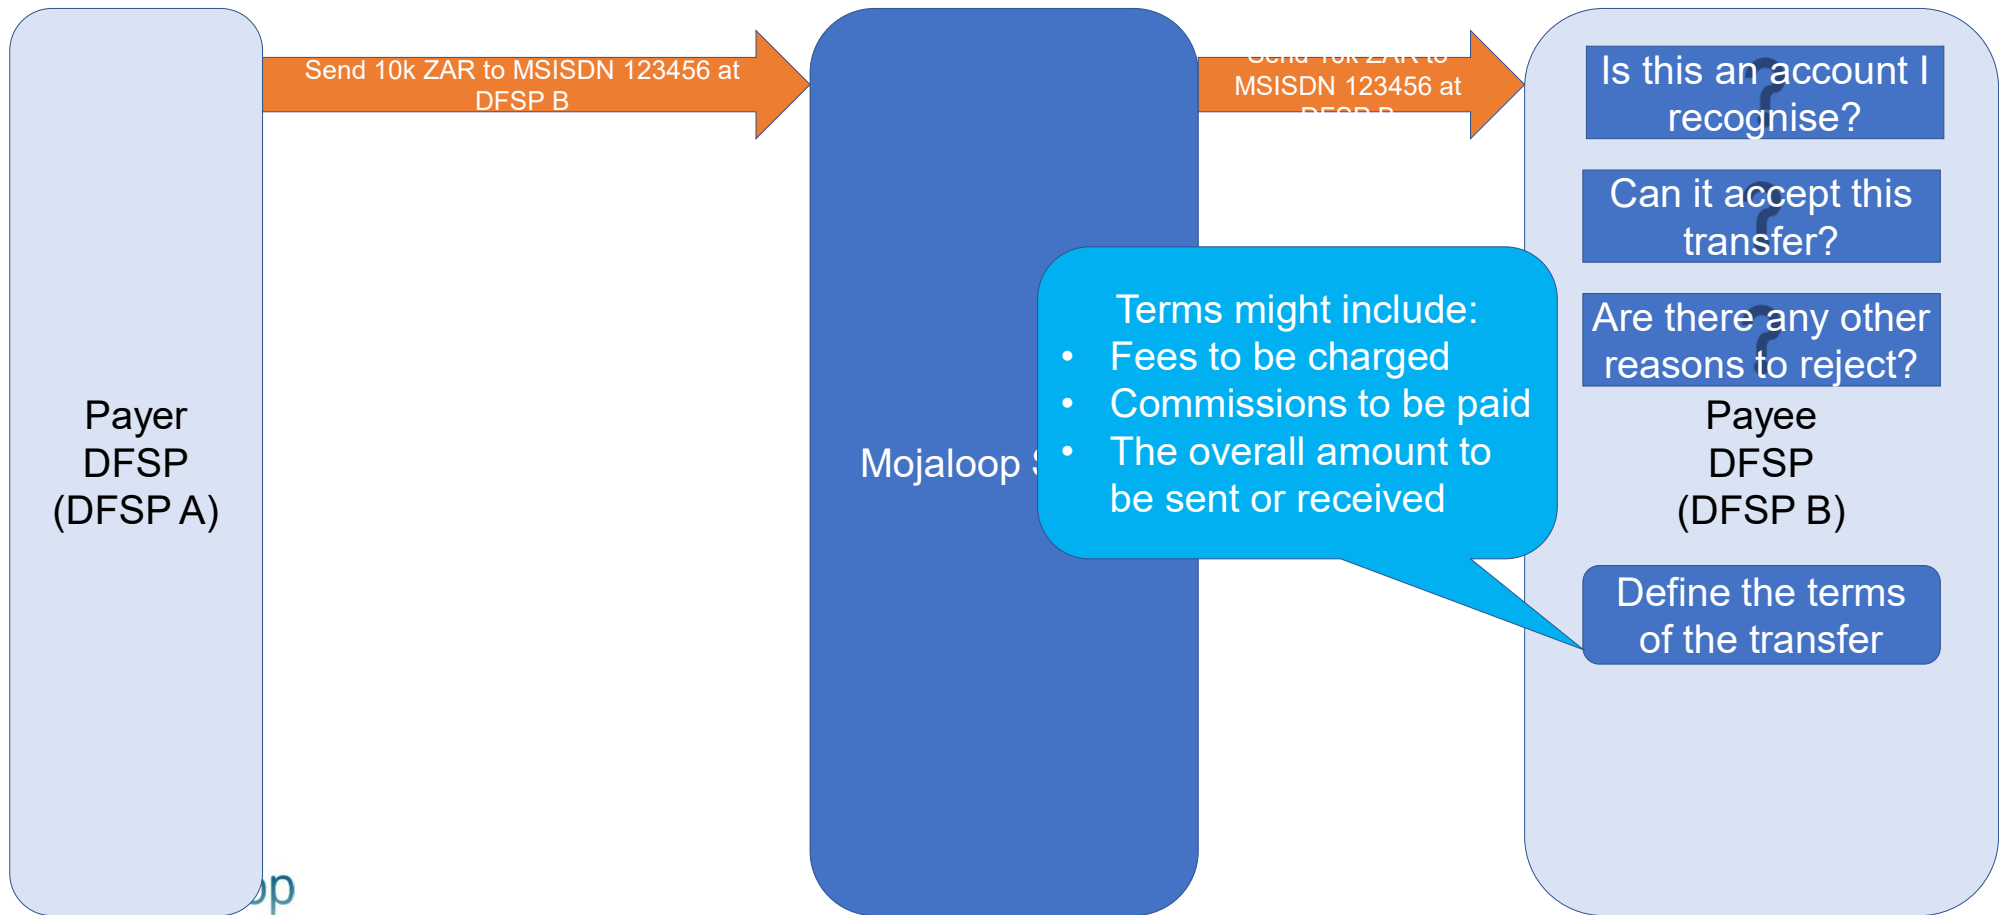 Send 10k ZAR to MSISDN 123456 at
DFSP B
MSISDN 123456 at
Is this an account I
recognise?
Can it accept this
transfer?
Are there any other
reasons to reject?
Terms might include:
• Fees to be charged
• Commissions to be paid
• The overall amount to
be sent or received
Payer
DFSP
(DFSP A)
Mojaloop
Payee
DFSP
(DFSP B)
Define the terms
of the transfer